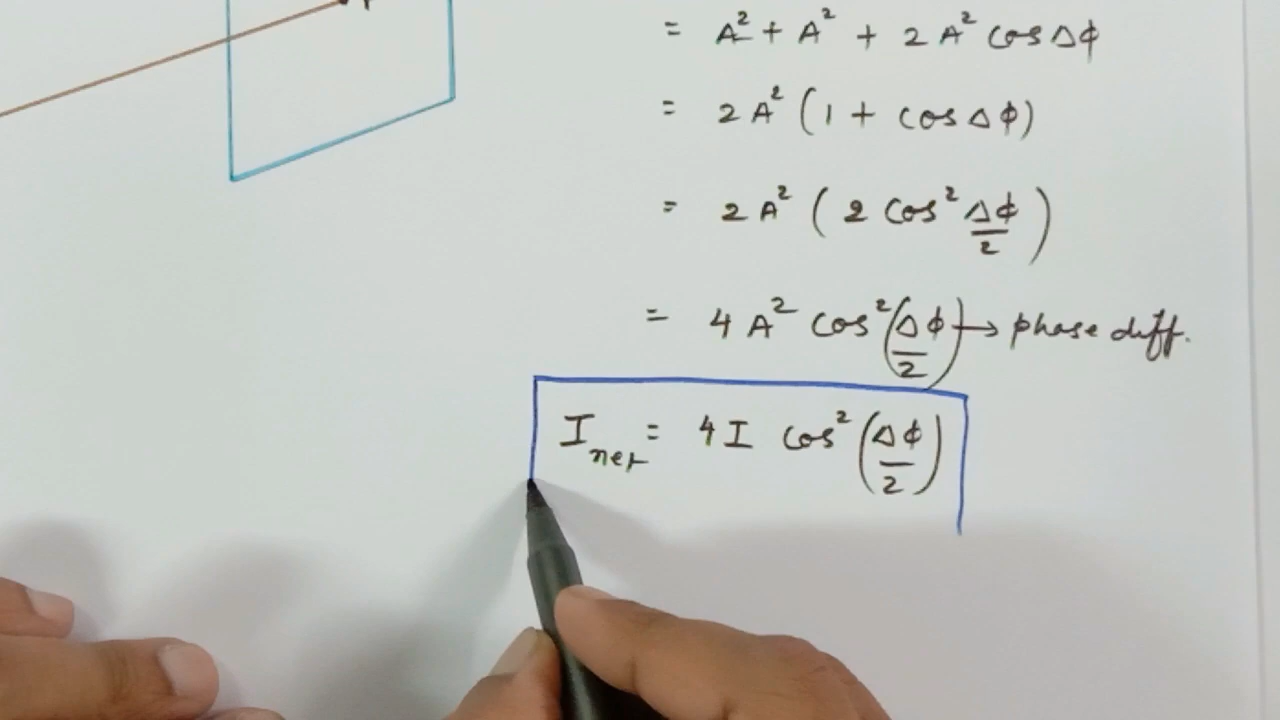 = A² + A² + 2A² cos Δϕ
= 2A² (1 + cos Δϕ)
= 2A² (2 cos² Δϕ/2)
= 4A² cos² (Δϕ/2) → phase diff.
I_net = 4I cos² (Δϕ/2)